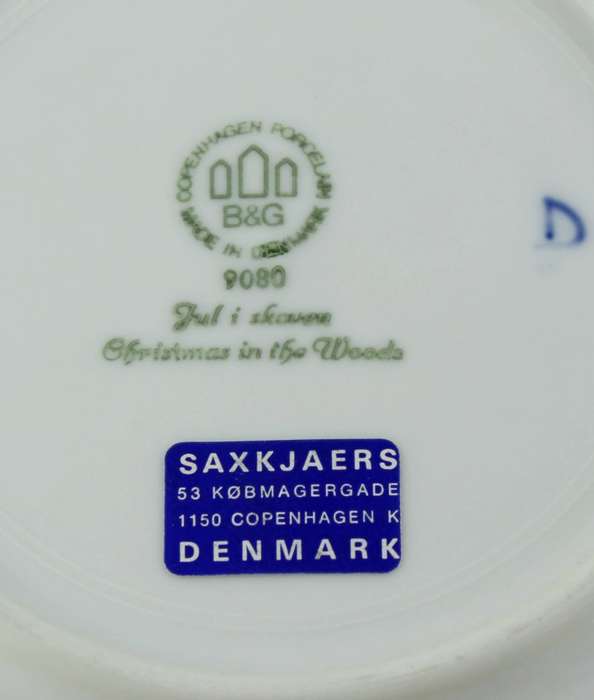 COPENHAGEN PORCELAIN
B&G
MADE IN DENMARK
9080
Jul i skoven
Christmas in the Woods
D
SAXKJAERS
53 KØBMAGERGADE
1150 COPENHAGEN K
DENMARK